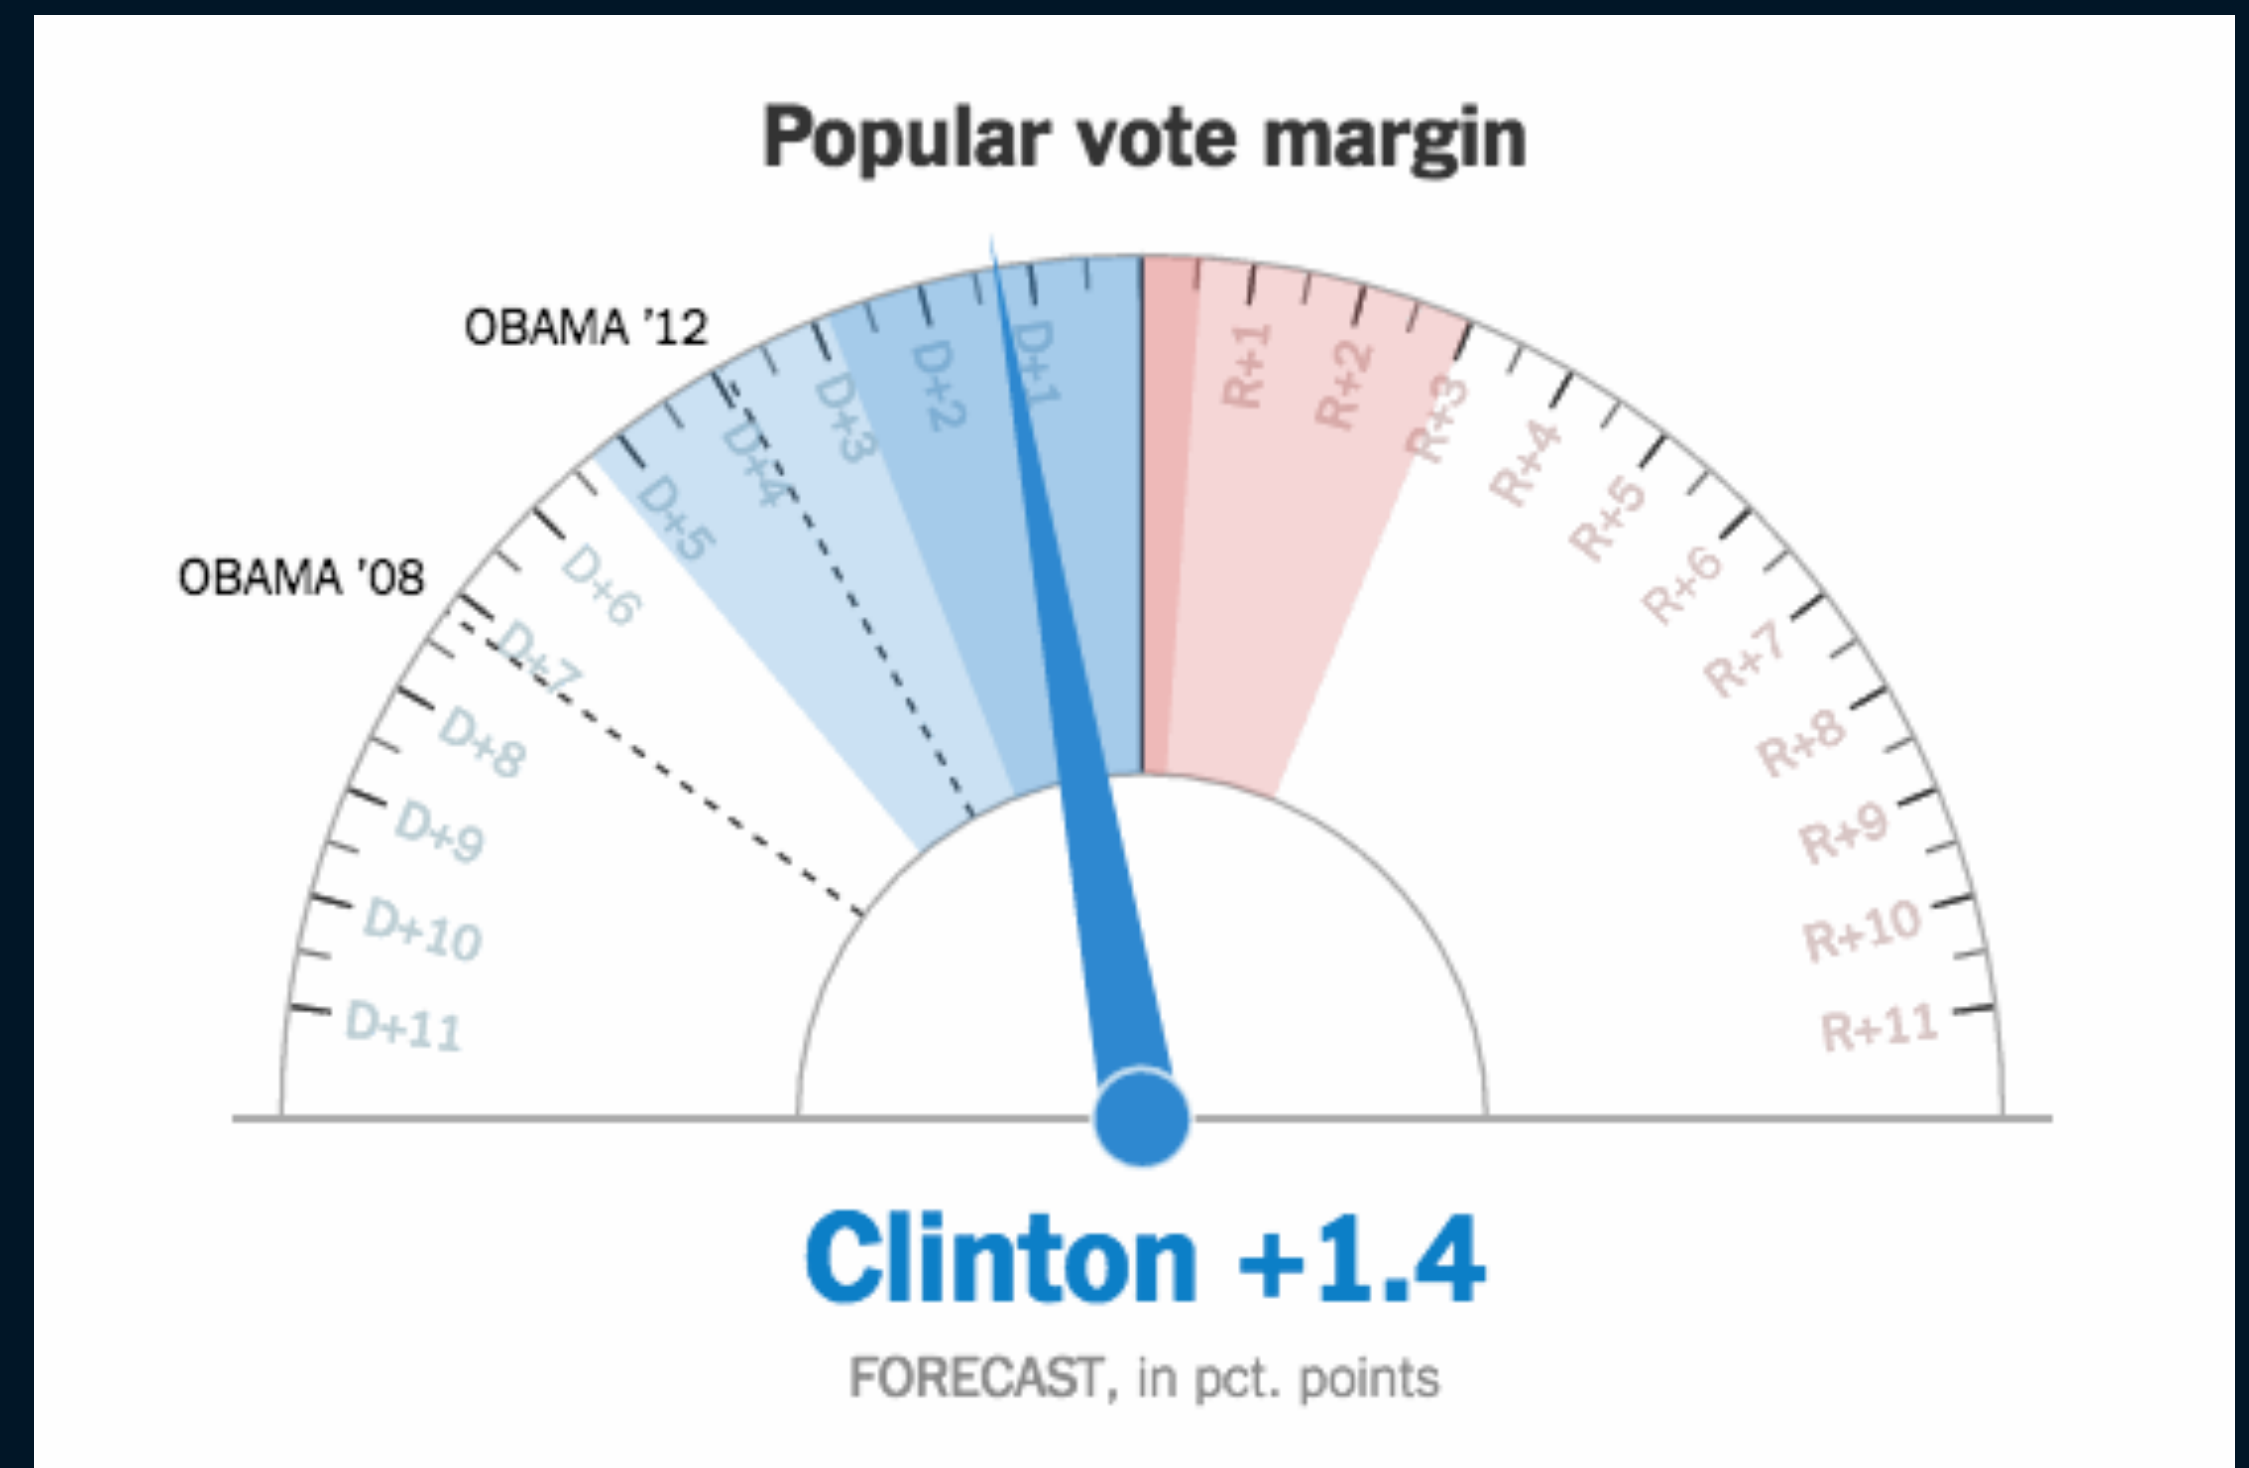 Popular vote margin
OBAMA '12
OBAMA '08
D+11
D+10
D+9
D+8
D+7
D+6
D+5
D+4
D+3
D+2
D+1
R+1
R+2
R+3
R+4
R+5
R+6
R+7
R+8
R+9
R+10
R+11
Clinton +1.4
FORECAST, in pct. points